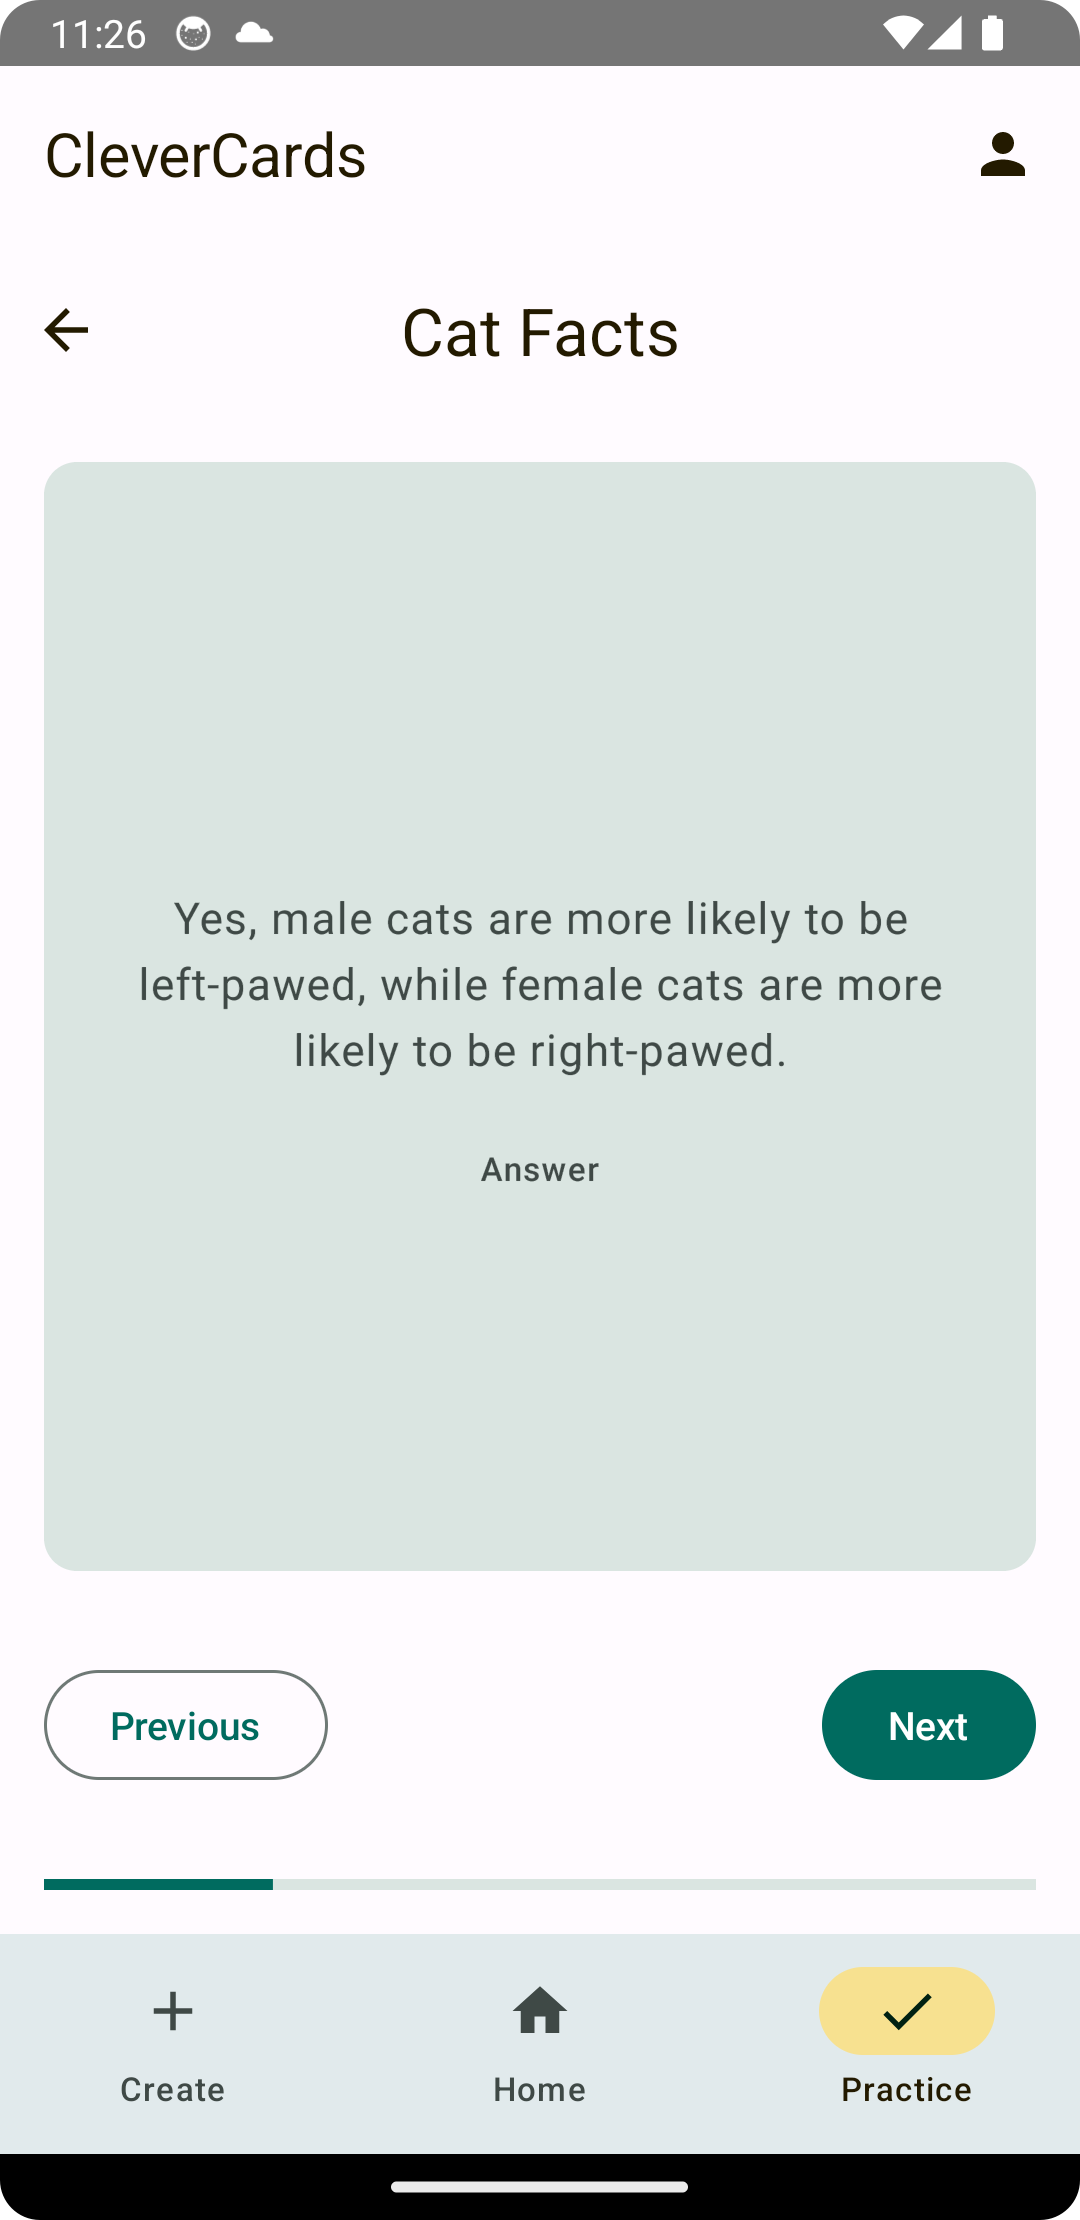 11:26
CleverCards
Cat Facts
Yes, male cats are more likely to be
left-pawed, while female cats are more
likely to be right-pawed.
Answer
Previous
Next
Create
Home
Practice